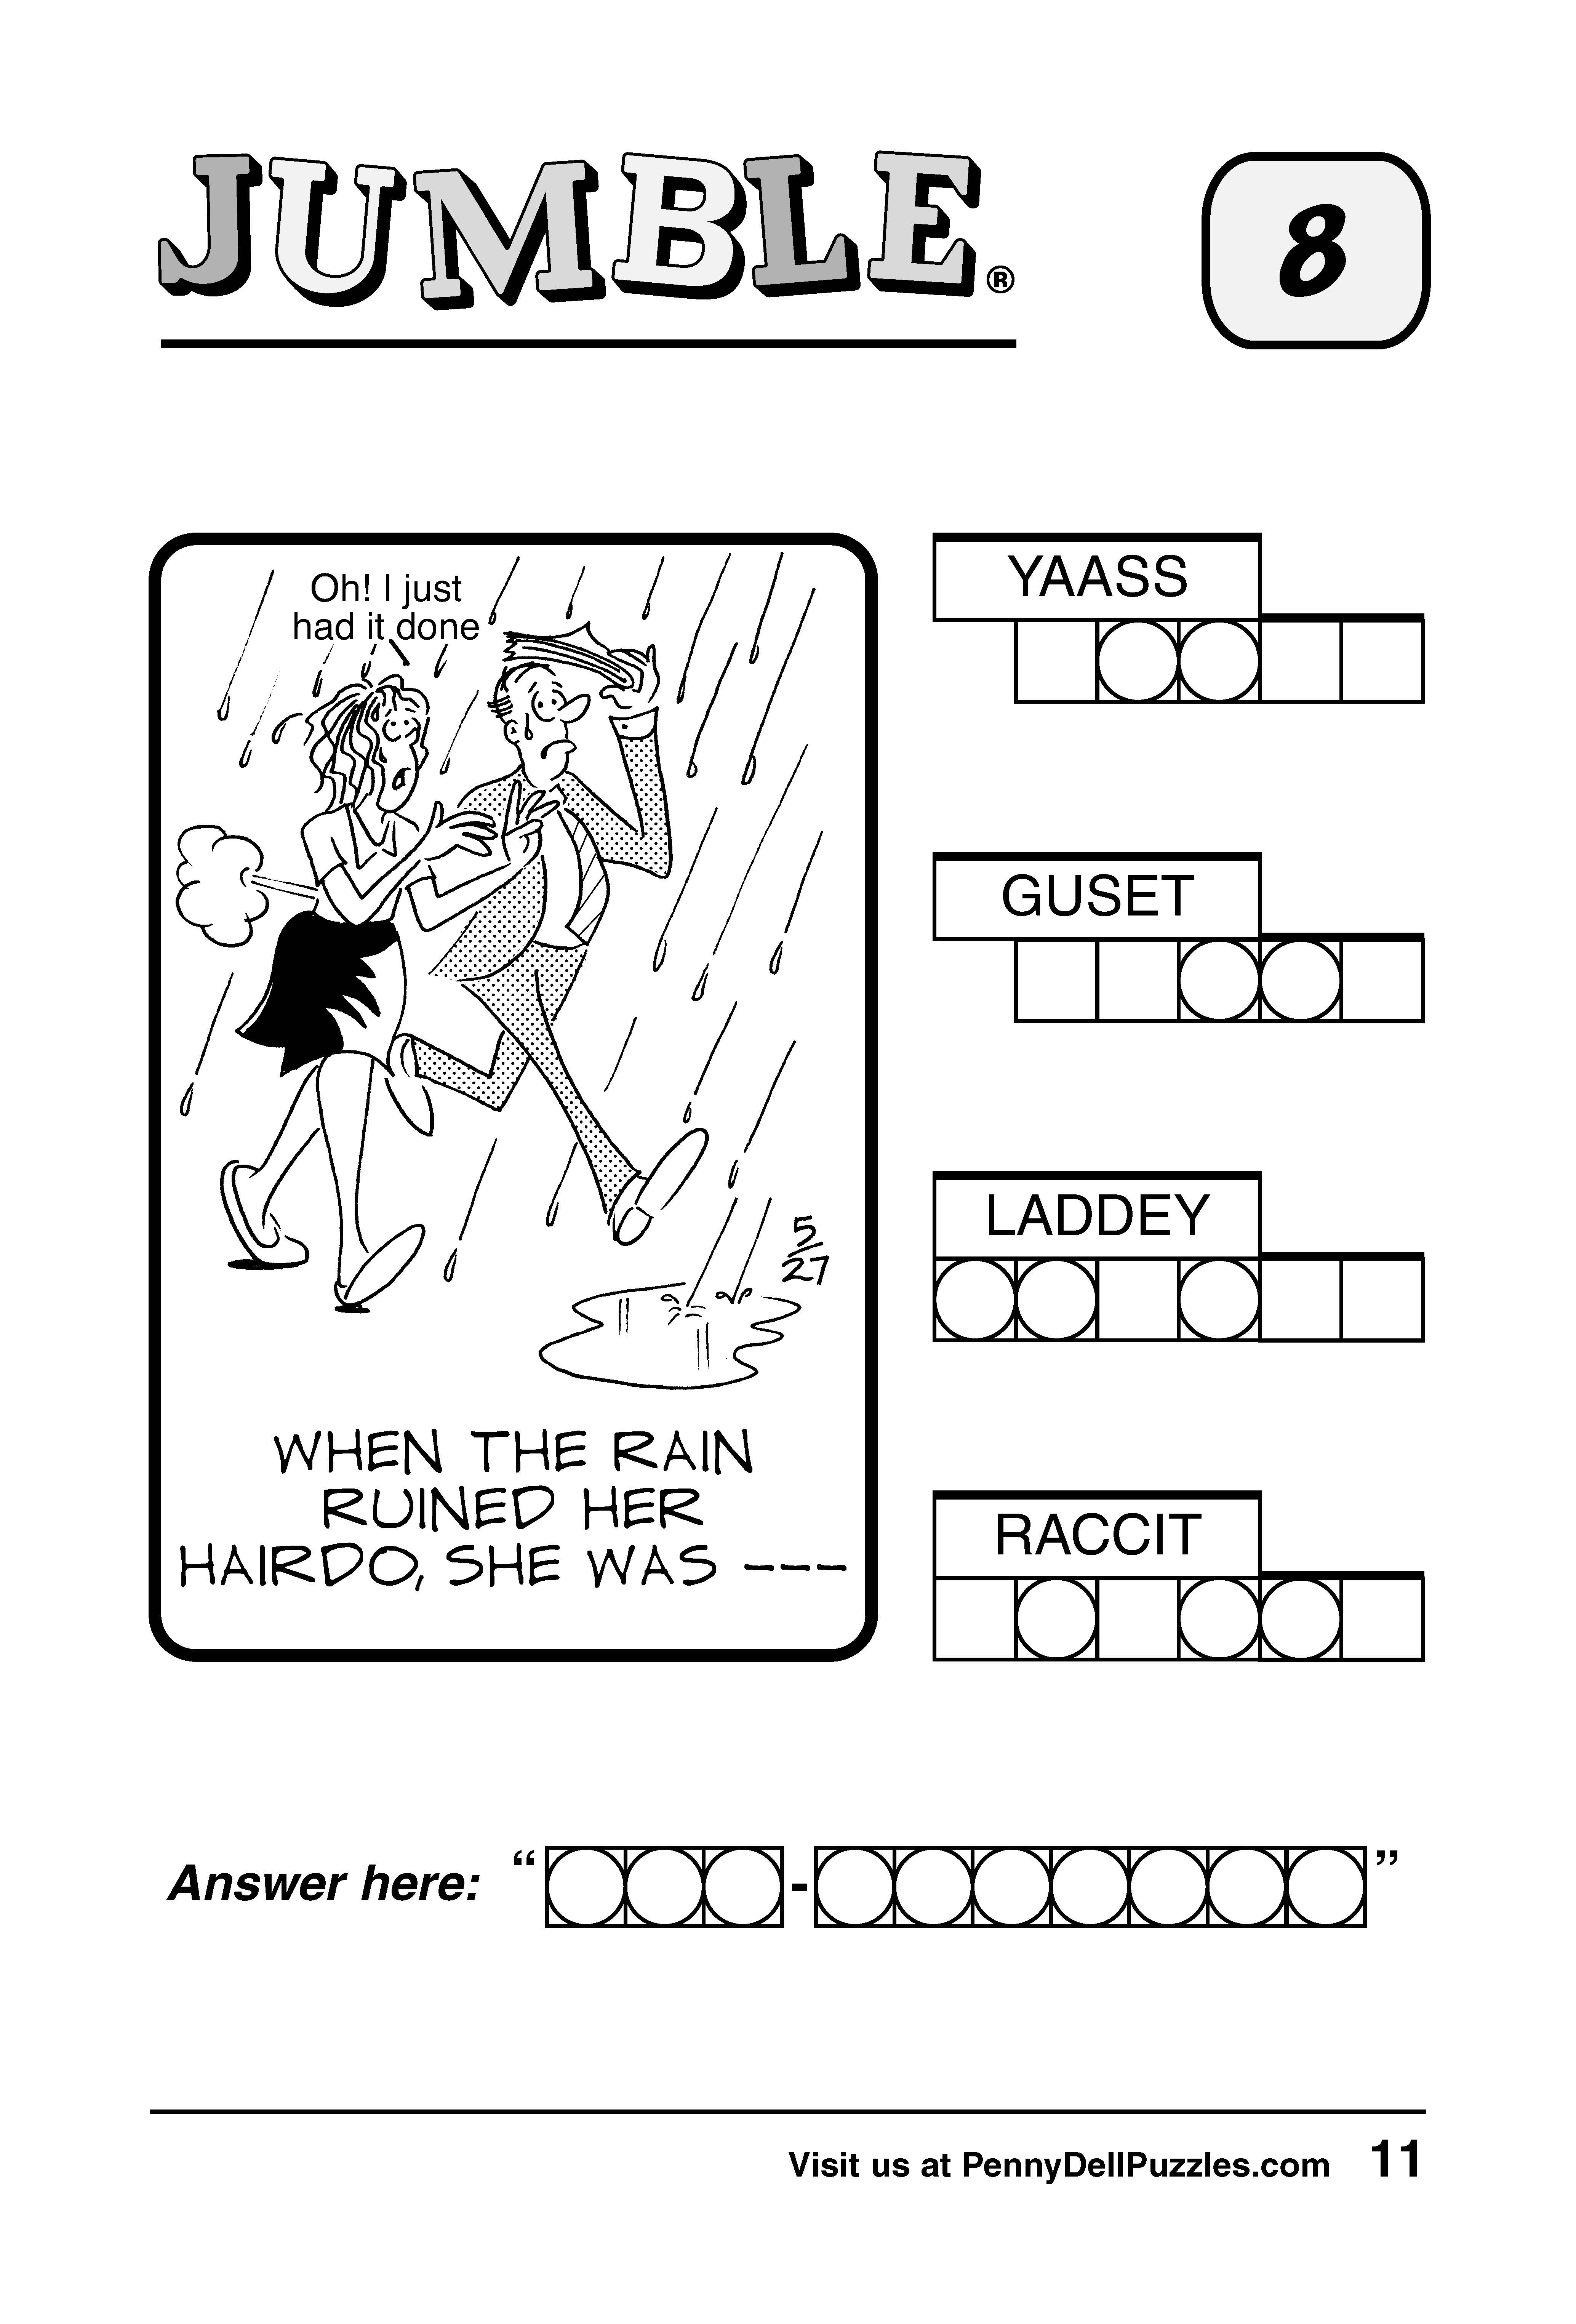 JUMBLE®
8
Oh! I just
had it done
5
27
WHEN THE RAIN
RUINED HER
HAIRDO, SHE WAS ---
YAASS
GUSET
LADDEY
RACCIT
Answer here: “ - ”
Visit us at PennyDellPuzzles.com 11